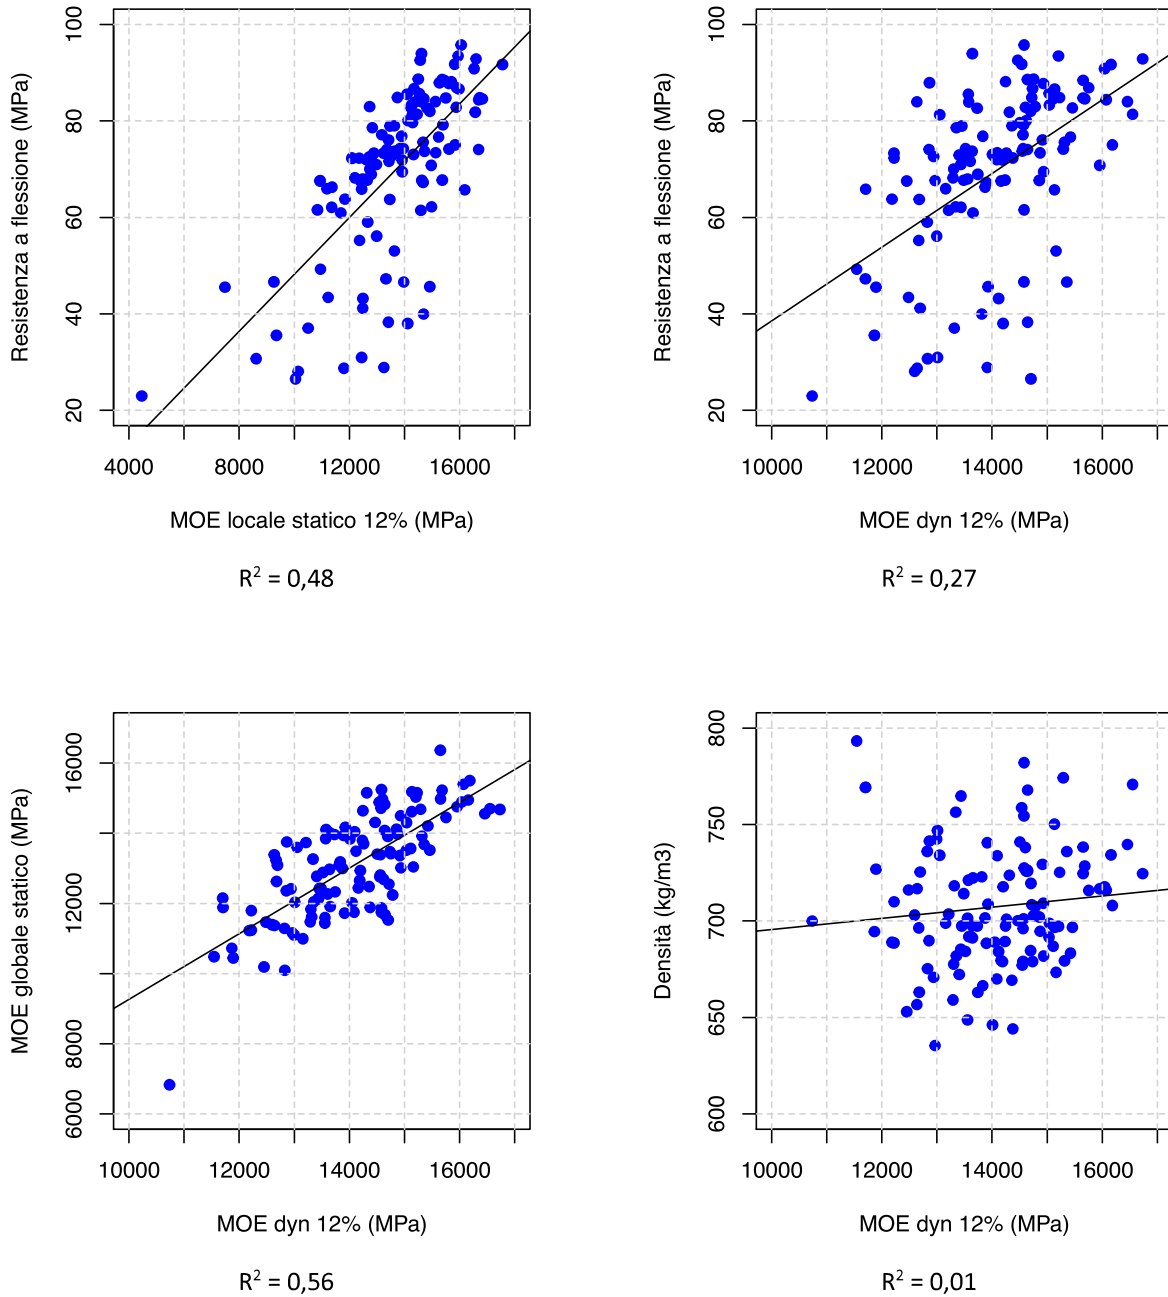 Resistenza a flessione (MPa)
100
80
60
40
20
4000 8000 12000 16000
MOE locale statico 12% (MPa)
R² = 0,48
Resistenza a flessione (MPa)
100
80
60
40
20
10000 12000 14000 16000
MOE dyn 12% (MPa)
R² = 0,27
MOE globale statico (MPa)
16000
12000
8000
6000
10000 12000 14000 16000
MOE dyn 12% (MPa)
R² = 0,56
Densità (kg/m3)
800
750
700
650
600
10000 12000 14000 16000
MOE dyn 12% (MPa)
R² = 0,01